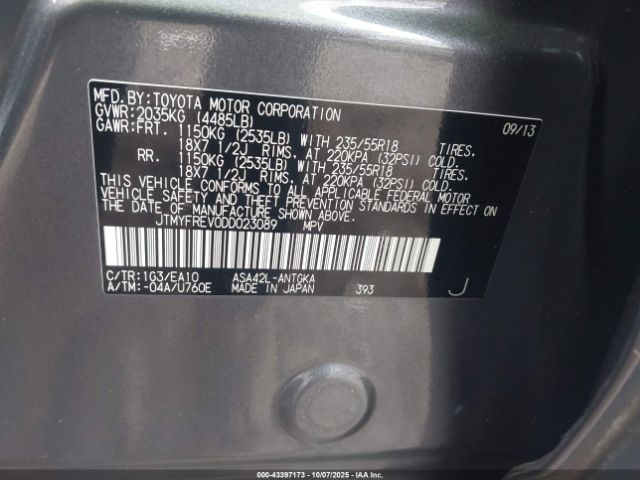 MFD.BY:TOYOTA MOTOR CORPORATION 09/13
GVWR:2035KG (4485LB)
GAWR:FRT. 1150KG (2535LB) WITH 235/55R18 TIRES.
18X7 1/2J RIMS. AT 220KPA (32PSI) COLD.
RR. 1150KG (2535LB) WITH 235/55R18 TIRES.
18X7 1/2J RIMS. AT 220KPA (32PSI) COLD.
THIS VEHICLE CONFORMS TO ALL APPLICABLE FEDERAL MOTOR
VEHICLE SAFETY AND THEFT PREVENTION STANDARDS IN EFFECT ON
THE DATE OF MANUFACTURE SHOWN ABOVE.
JTMYFREV0DD023089 MPV
C/TR:1G3/EA10 ASA42L-ANTGKA
A/TM:-04A/U760E MADE IN JAPAN 393 J
000-43397173 - 10/07/2025 - IAAI.COM